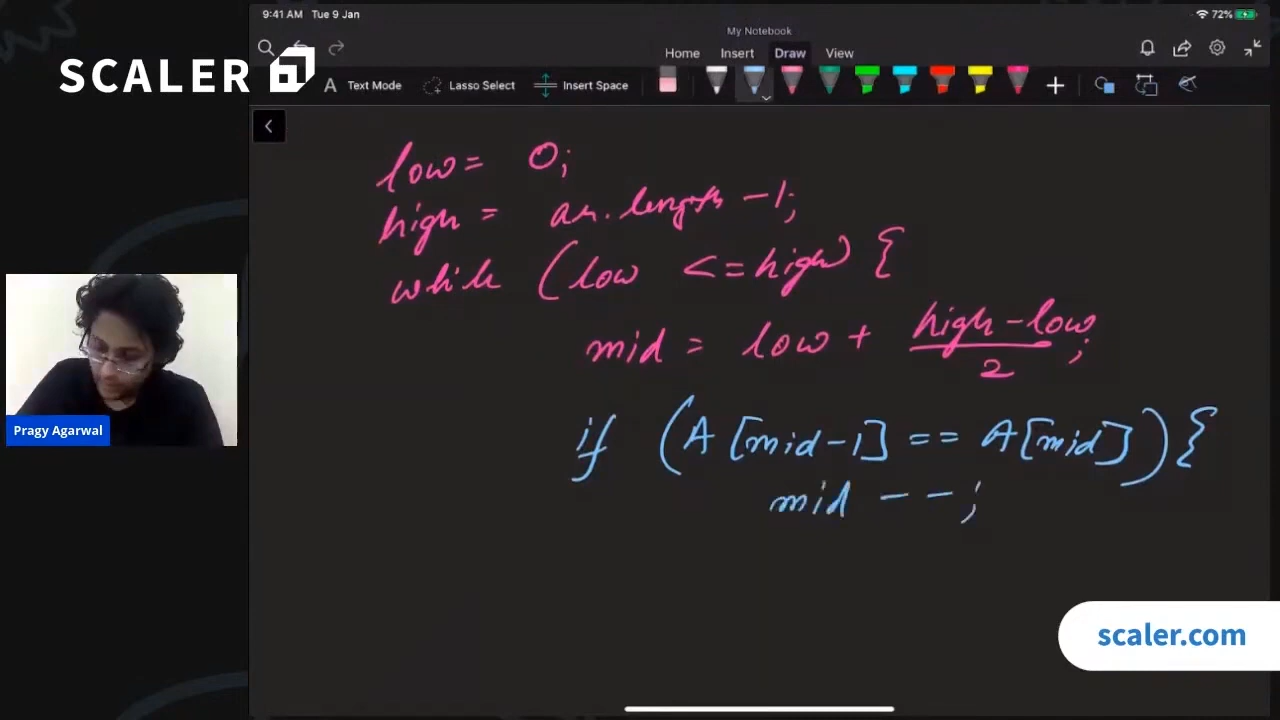 9:41 AM Tue 9 Jan
72%
My Notebook
Home Insert Draw View
SCALER
Text Mode Lasso Select Insert Space
low = 0;
high = arr.length -1;
while (low <= high) {
mid = low + high - low
2 ;
if (A[mid-1] == A[mid]) {
mid --;
Pragy Agarwal
scaler.com